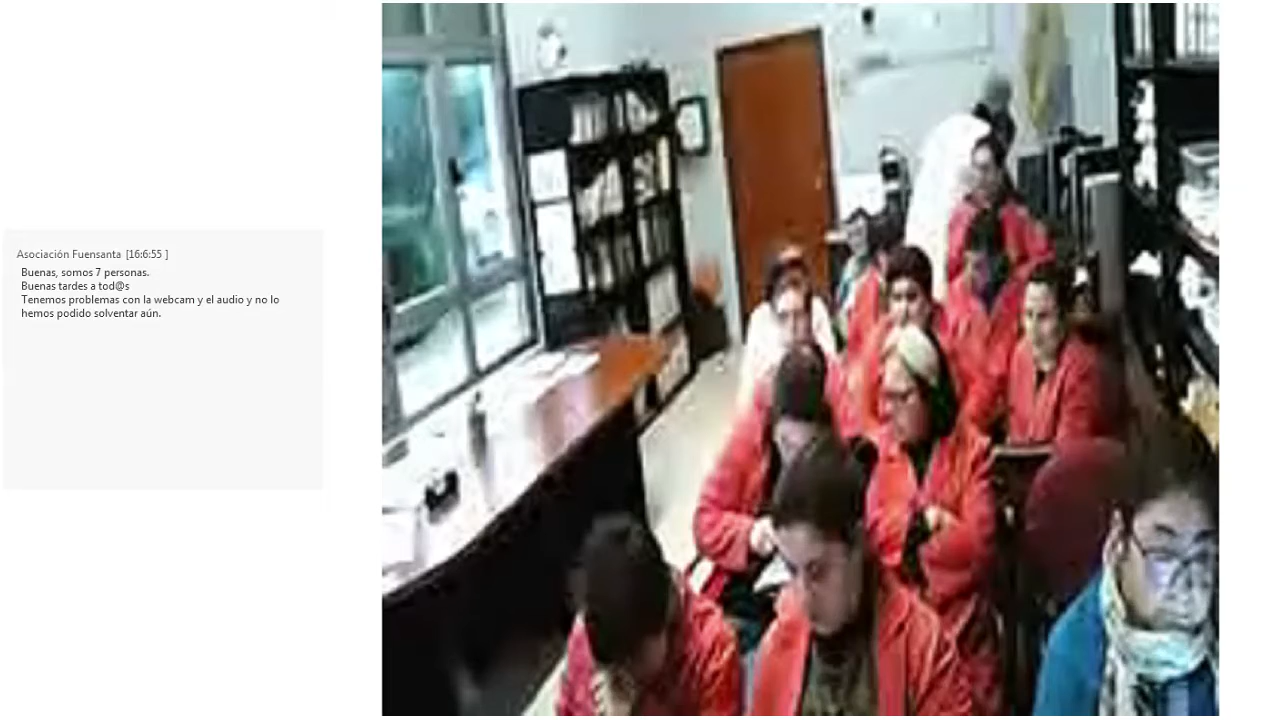 Asociación Fuensanta [16:6:55 ]
Buenas, somos 7 personas.
Buenas tardes a tod@s
Tenemos problemas con la webcam y el audio y no lo
hemos podido solventar aún.